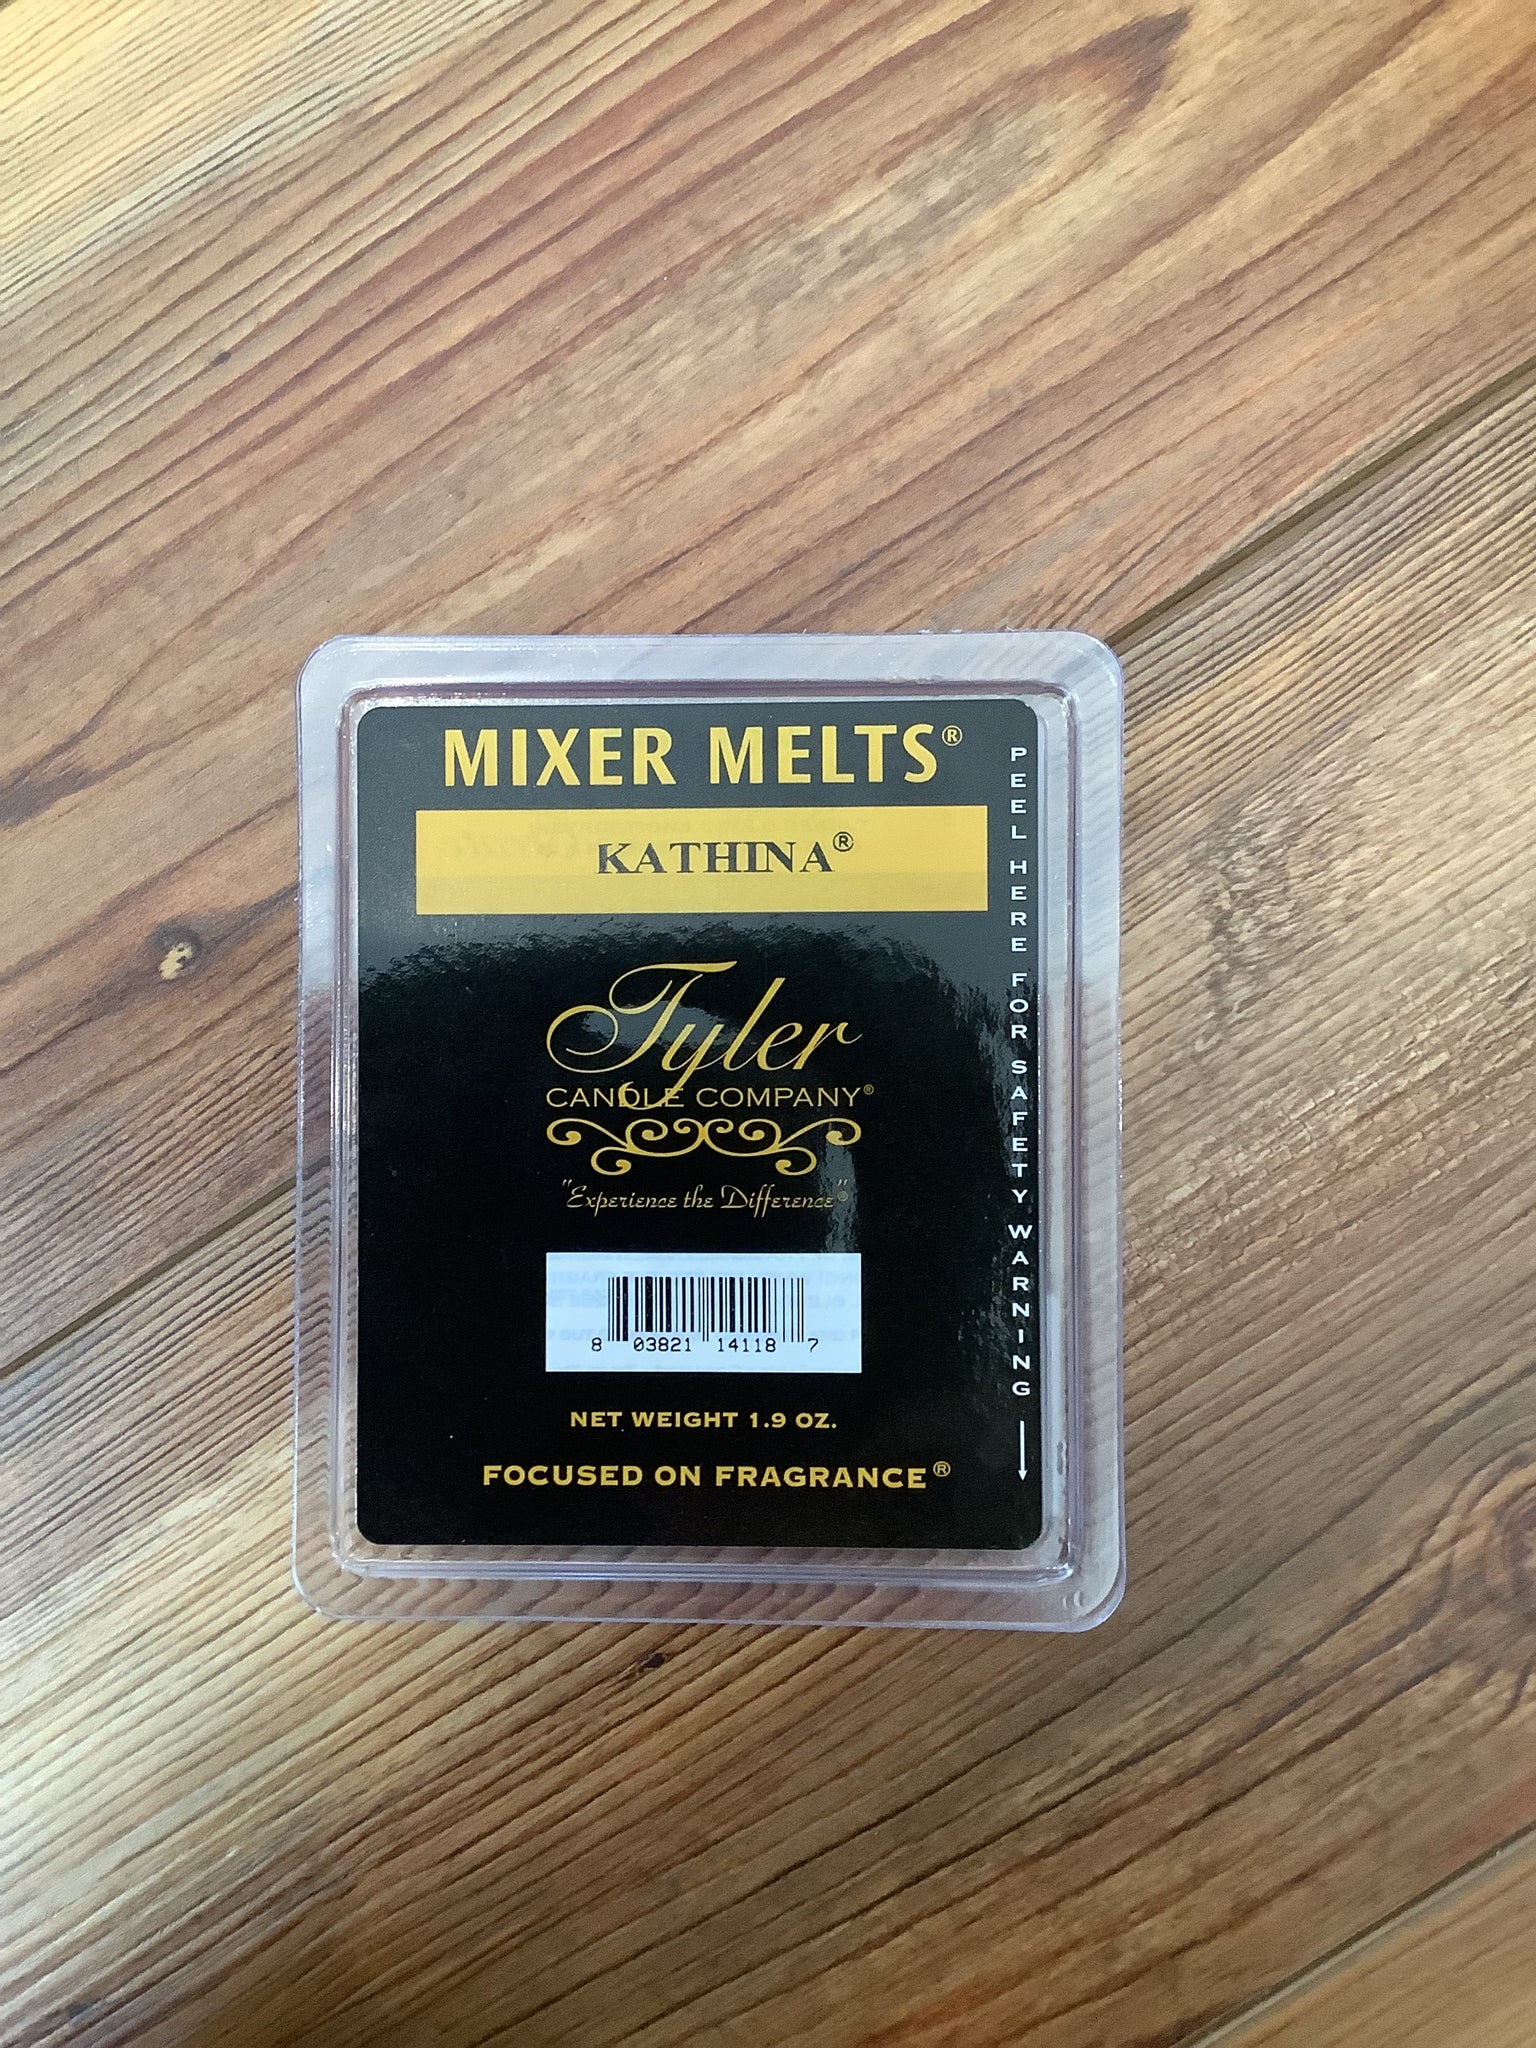 MIXER MELTS®
KATHINA®
Tyler
CANDLE COMPANY®
"Experience the Difference"®
8 03821 14118 7
NET WEIGHT 1.9 OZ.
FOCUSED ON FRAGRANCE®
PEEL HERE FOR SAFETY WARNING